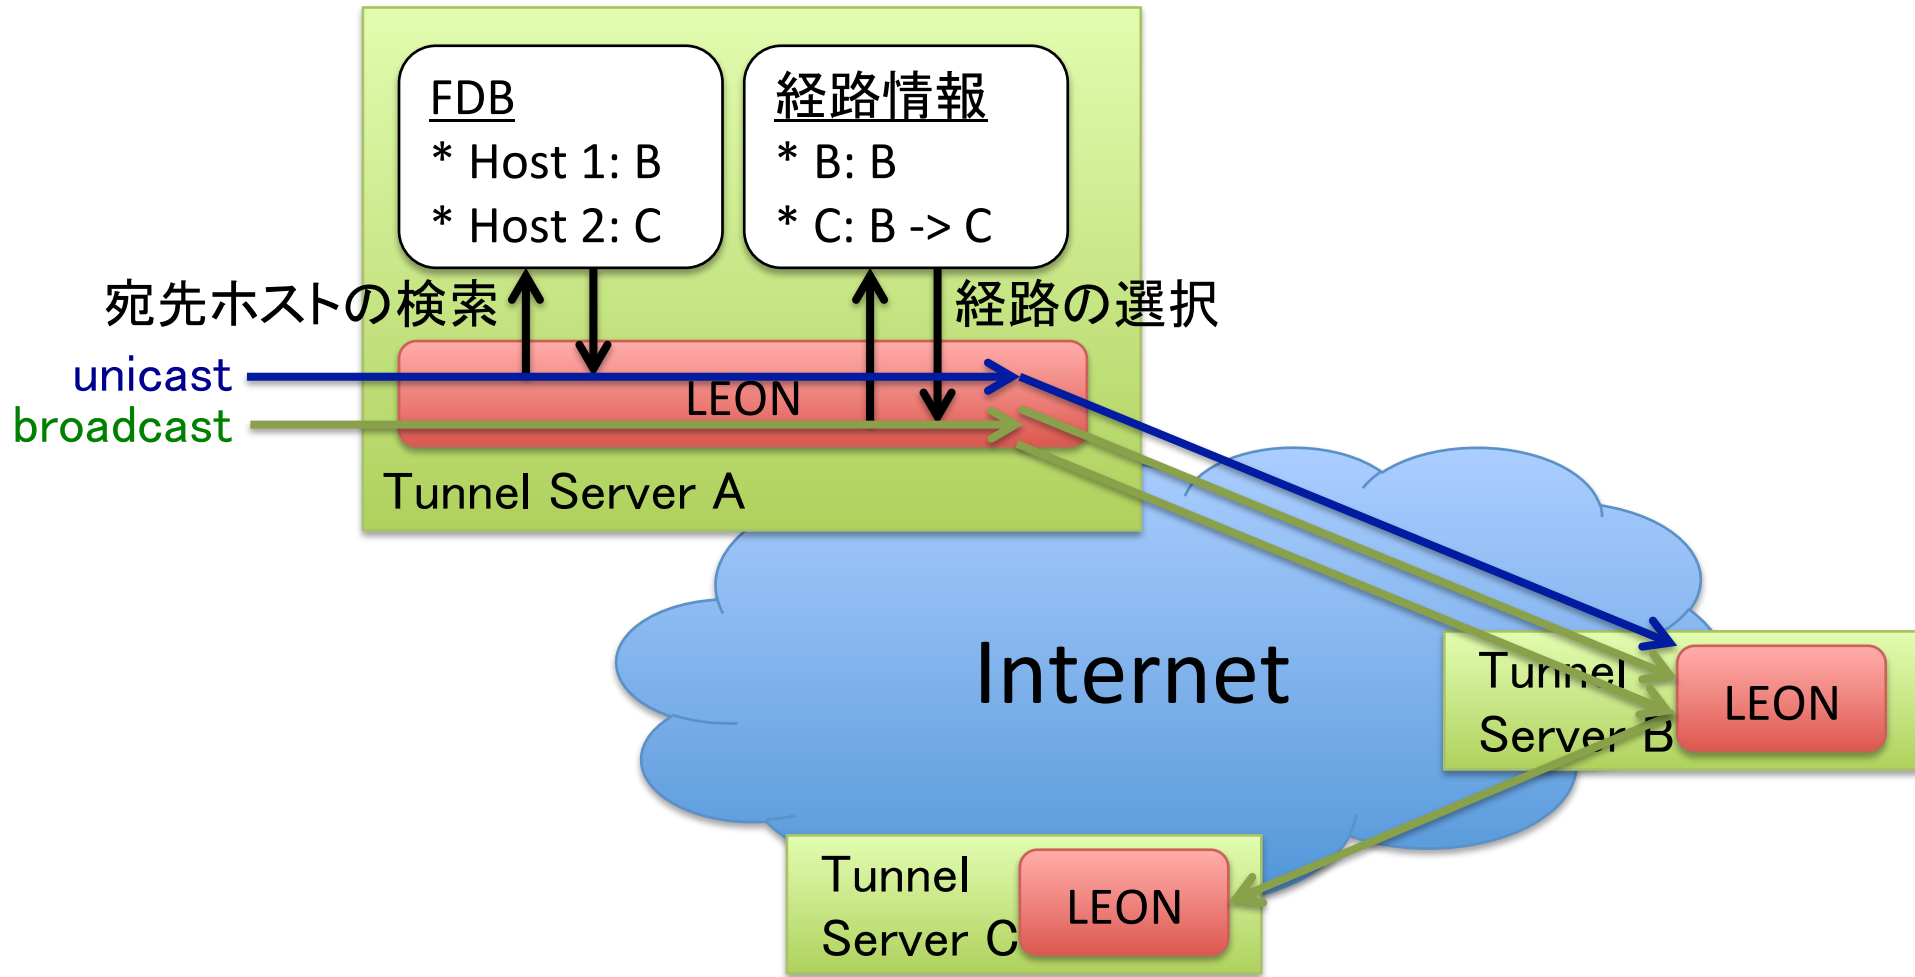 FDB
* Host 1: B
* Host 2: C
経路情報
* B: B
* C: B -> C
宛先ホストの検索
経路の選択
unicast
broadcast
LEON
Tunnel Server A
Internet
Tunnel
Server B
LEON
Tunnel
Server C
LEON